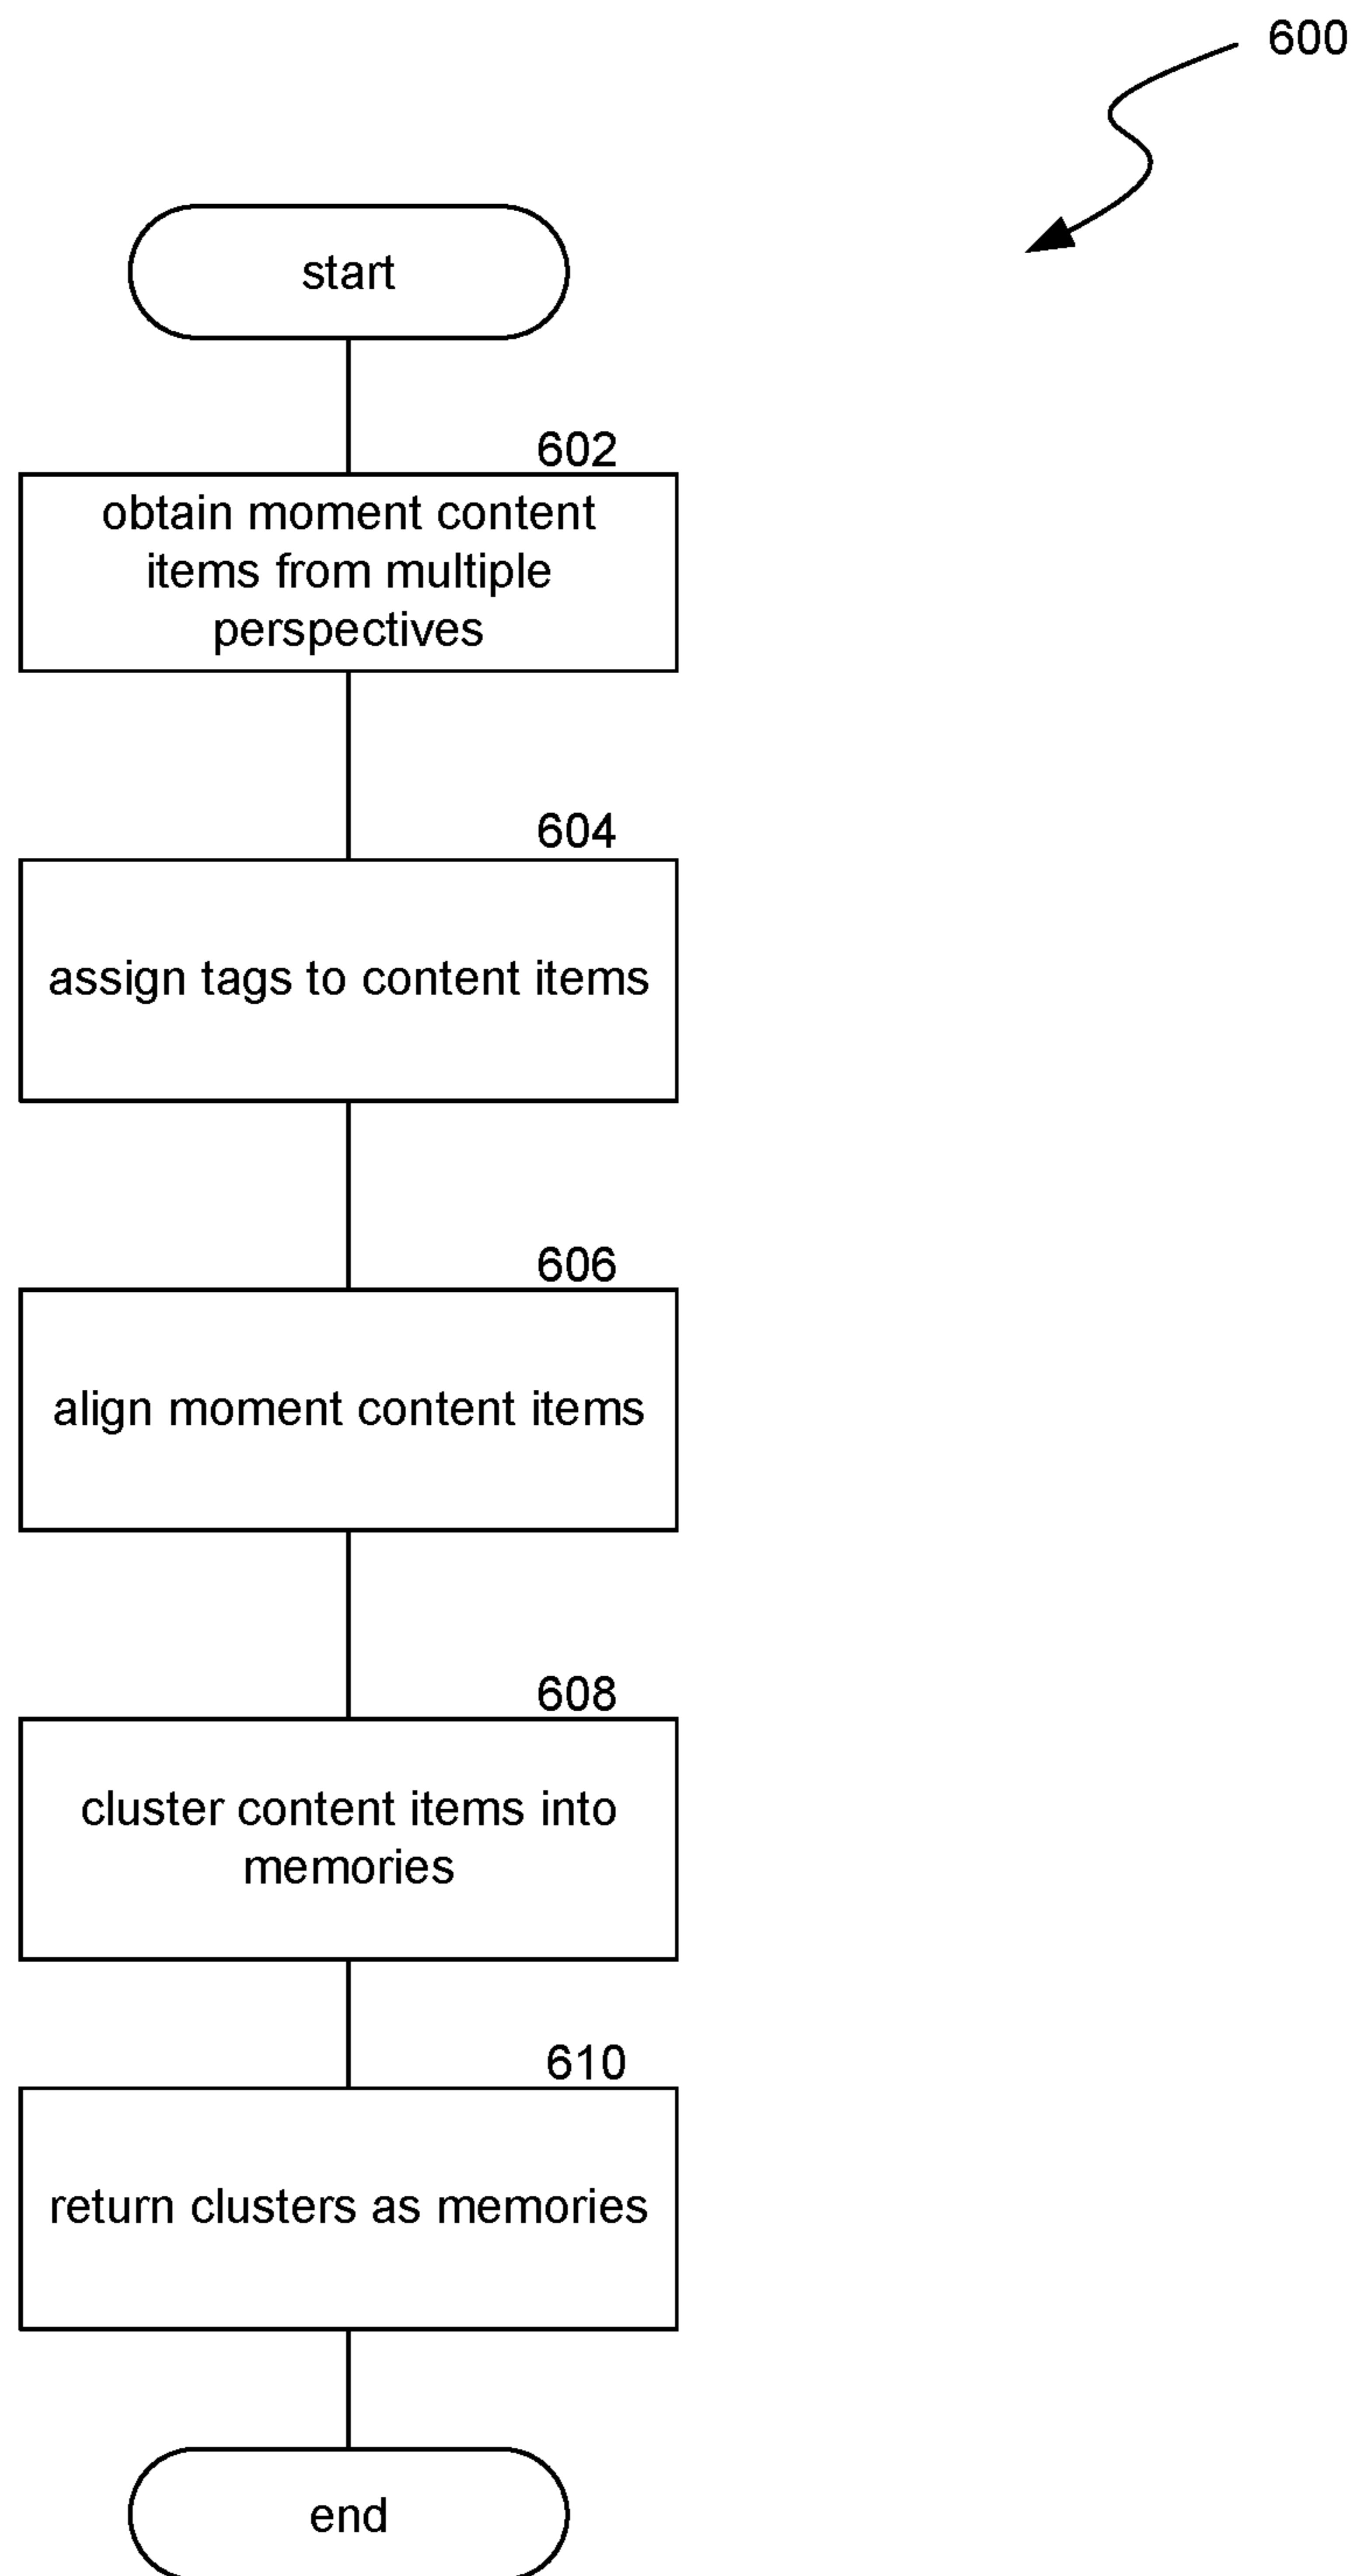 600
start
602
obtain moment content
items from multiple
perspectives
604
assign tags to content items
606
align moment content items
608
cluster content items into
memories
610
return clusters as memories
end